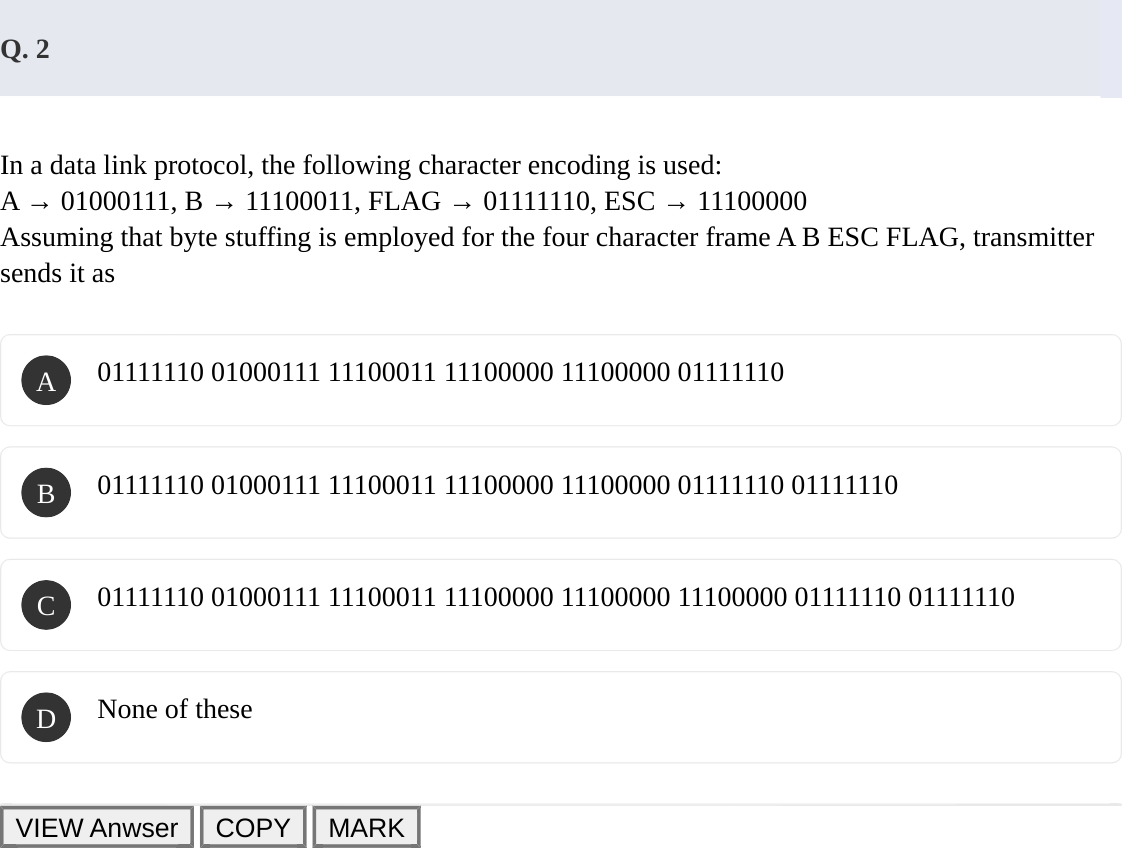 Q. 2
In a data link protocol, the following character encoding is used:
A → 01000111, B → 11100011, FLAG → 01111110, ESC → 11100000
Assuming that byte stuffing is employed for the four character frame A B ESC FLAG, transmitter
sends it as
A 01111110 01000111 11100011 11100000 11100000 01111110
B 01111110 01000111 11100011 11100000 11100000 01111110 01111110
C 01111110 01000111 11100011 11100000 11100000 11100000 01111110 01111110
D None of these
VIEW Anwser COPY MARK